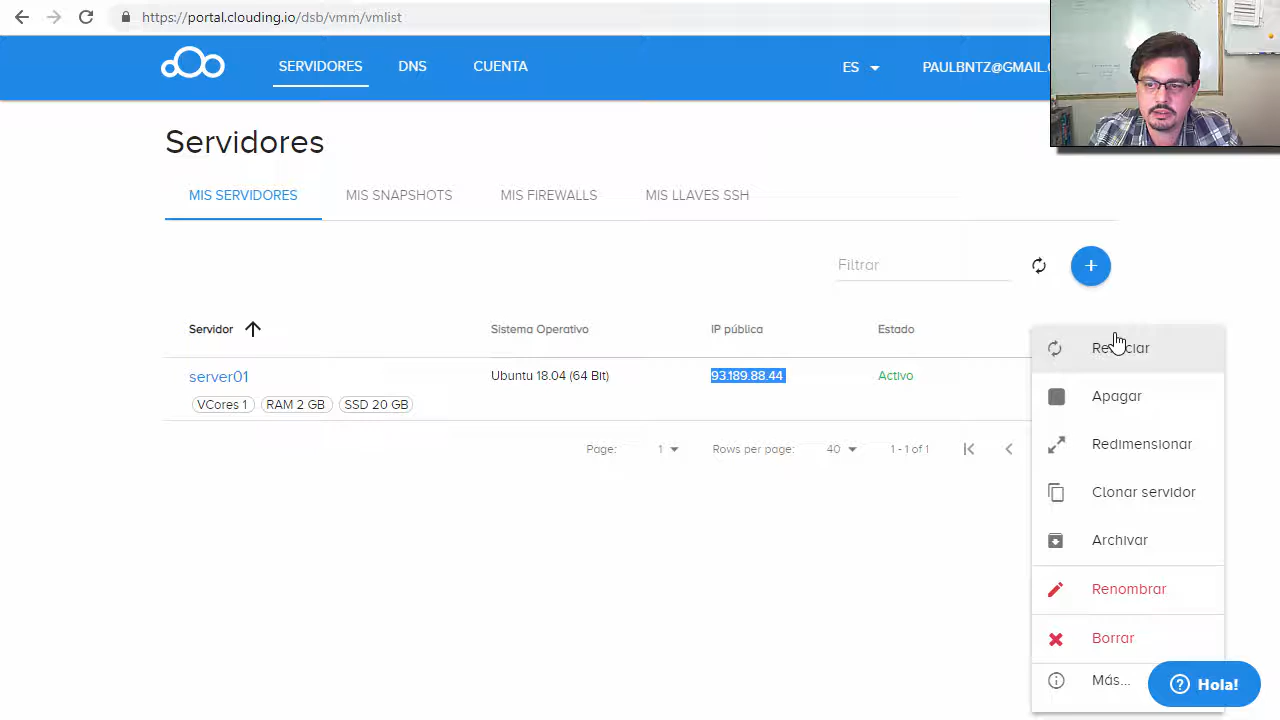 https://portal.clouding.io/dsb/vmm/vmlist
SERVIDORES DNS CUENTA ES
Servidores
MIS SERVIDORES MIS SNAPSHOTS MIS FIREWALLS MIS LLAVES SSH
Filtrar
Servidor Sistema Operativo IP pública Estado
server01 Ubuntu 18.04 (64 Bit) 93.189.88.44 Activo
VCores 1 RAM 2 GB SSD 20 GB
Page: 1 Rows per page: 40 1 - 1 of 1
Apagar
Redimensionar
Clonar servidor
Archivar
Renombrar
Borrar
Más...
Hola!